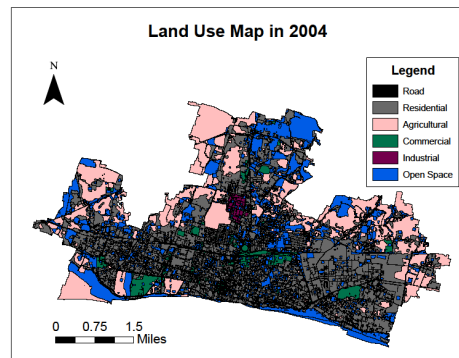 Land Use Map in 2004
N
Legend
Road
Residential
Agricultural
Commercial
Industrial
Open Space
0 0.75 1.5
Miles